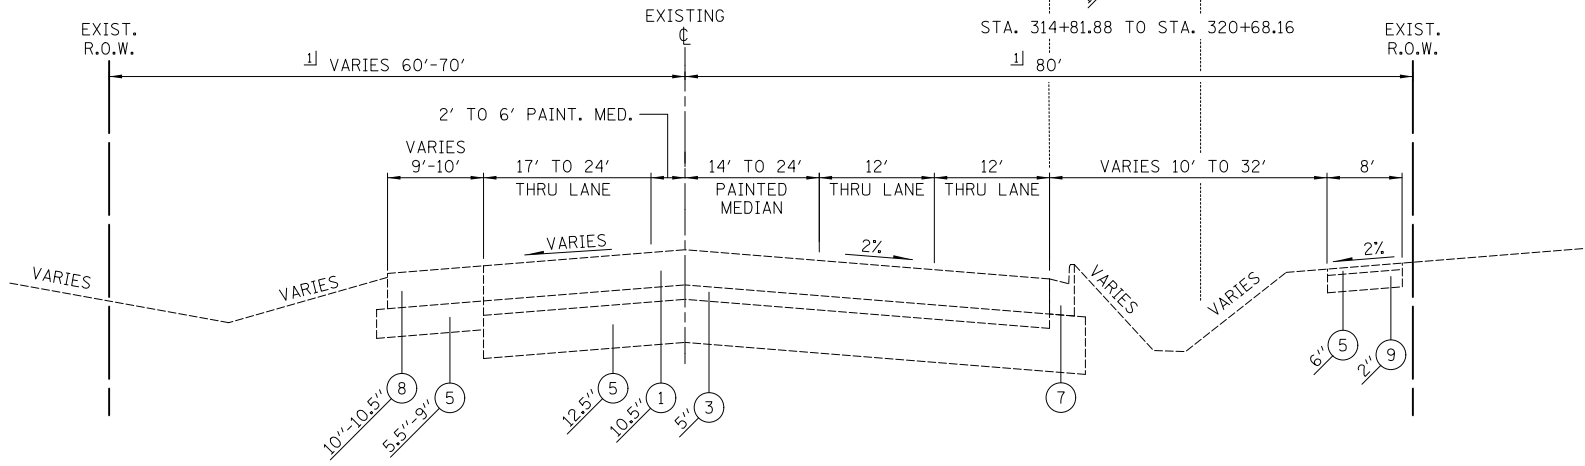 EXISTING
℄
EXIST.
R.O.W.
STA. 314+81.88 TO STA. 320+68.16
EXIST.
R.O.W.
1 VARIES 60'-70'
1 80'
2' TO 6' PAINT. MED.
VARIES
9'-10'
17' TO 24'
THRU LANE
14' TO 24'
PAINTED
MEDIAN
12'
THRU LANE
12'
THRU LANE
VARIES 10' TO 32'
8'
VARIES
2%
2%
VARIES
VARIES
VARIES
VARIES
10"-10.5" 8
5.5"-9" 5
12.5" 5
10.5" 1
5" 3
7
6" 5
2" 9